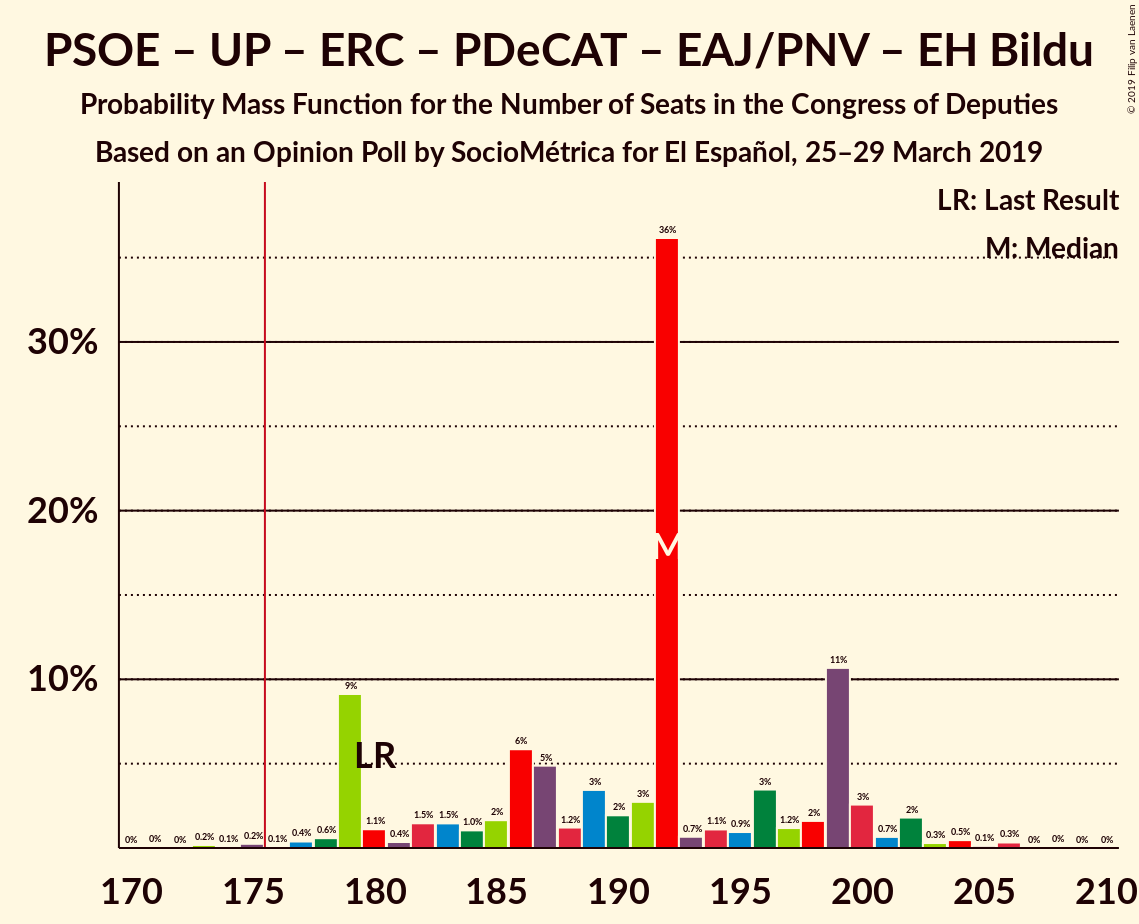 PSOE – UP – ERC – PDeCAT – EAJ/PNV – EH Bildu
Probability Mass Function for the Number of Seats in the Congress of Deputies
Based on an Opinion Poll by SocioMétrica for El Español, 25–29 March 2019
© 2019 Filip van Laenen
LR: Last Result
M: Median
30%
20%
10%
0% 0% 0% 0.2% 0.1% 0.2% 0.1% 0.4% 0.6% 9% 1.1% 0.4% 1.5% 1.5% 1.0% 2% 6% 5% 1.2% 3% 2% 3% 36% 0.7% 1.1% 0.9% 3% 1.2% 2% 11% 3% 0.7% 2% 0.3% 0.5% 0.1% 0.3% 0% 0% 0% 0%
LR
M
170 175 180 185 190 195 200 205 210